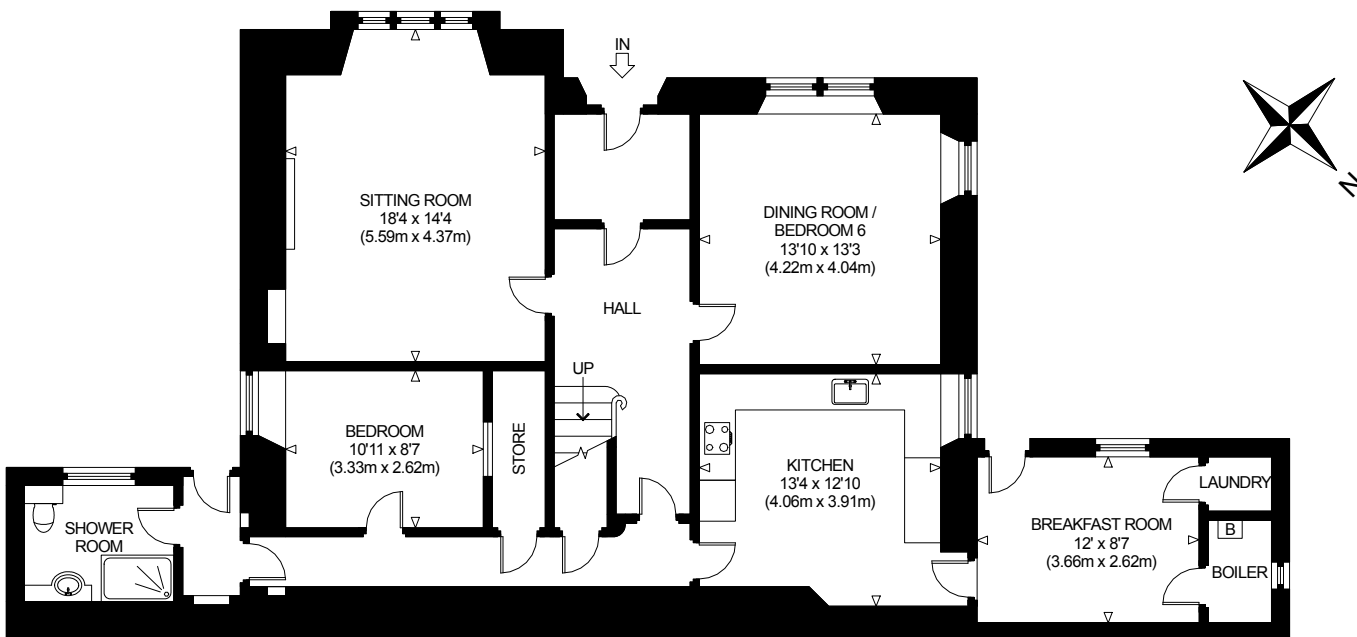 IN
SITTING ROOM
18'4 x 14'4
(5.59m x 4.37m)
DINING ROOM /
BEDROOM 6
13'10 x 13'3
(4.22m x 4.04m)
N
HALL
UP
BEDROOM
10'11 x 8'7
(3.33m x 2.62m)
STORE
KITCHEN
13'4 x 12'10
(4.06m x 3.91m)
SHOWER
ROOM
BREAKFAST ROOM
12' x 8'7
(3.66m x 2.62m)
LAUNDRY
B
BOILER